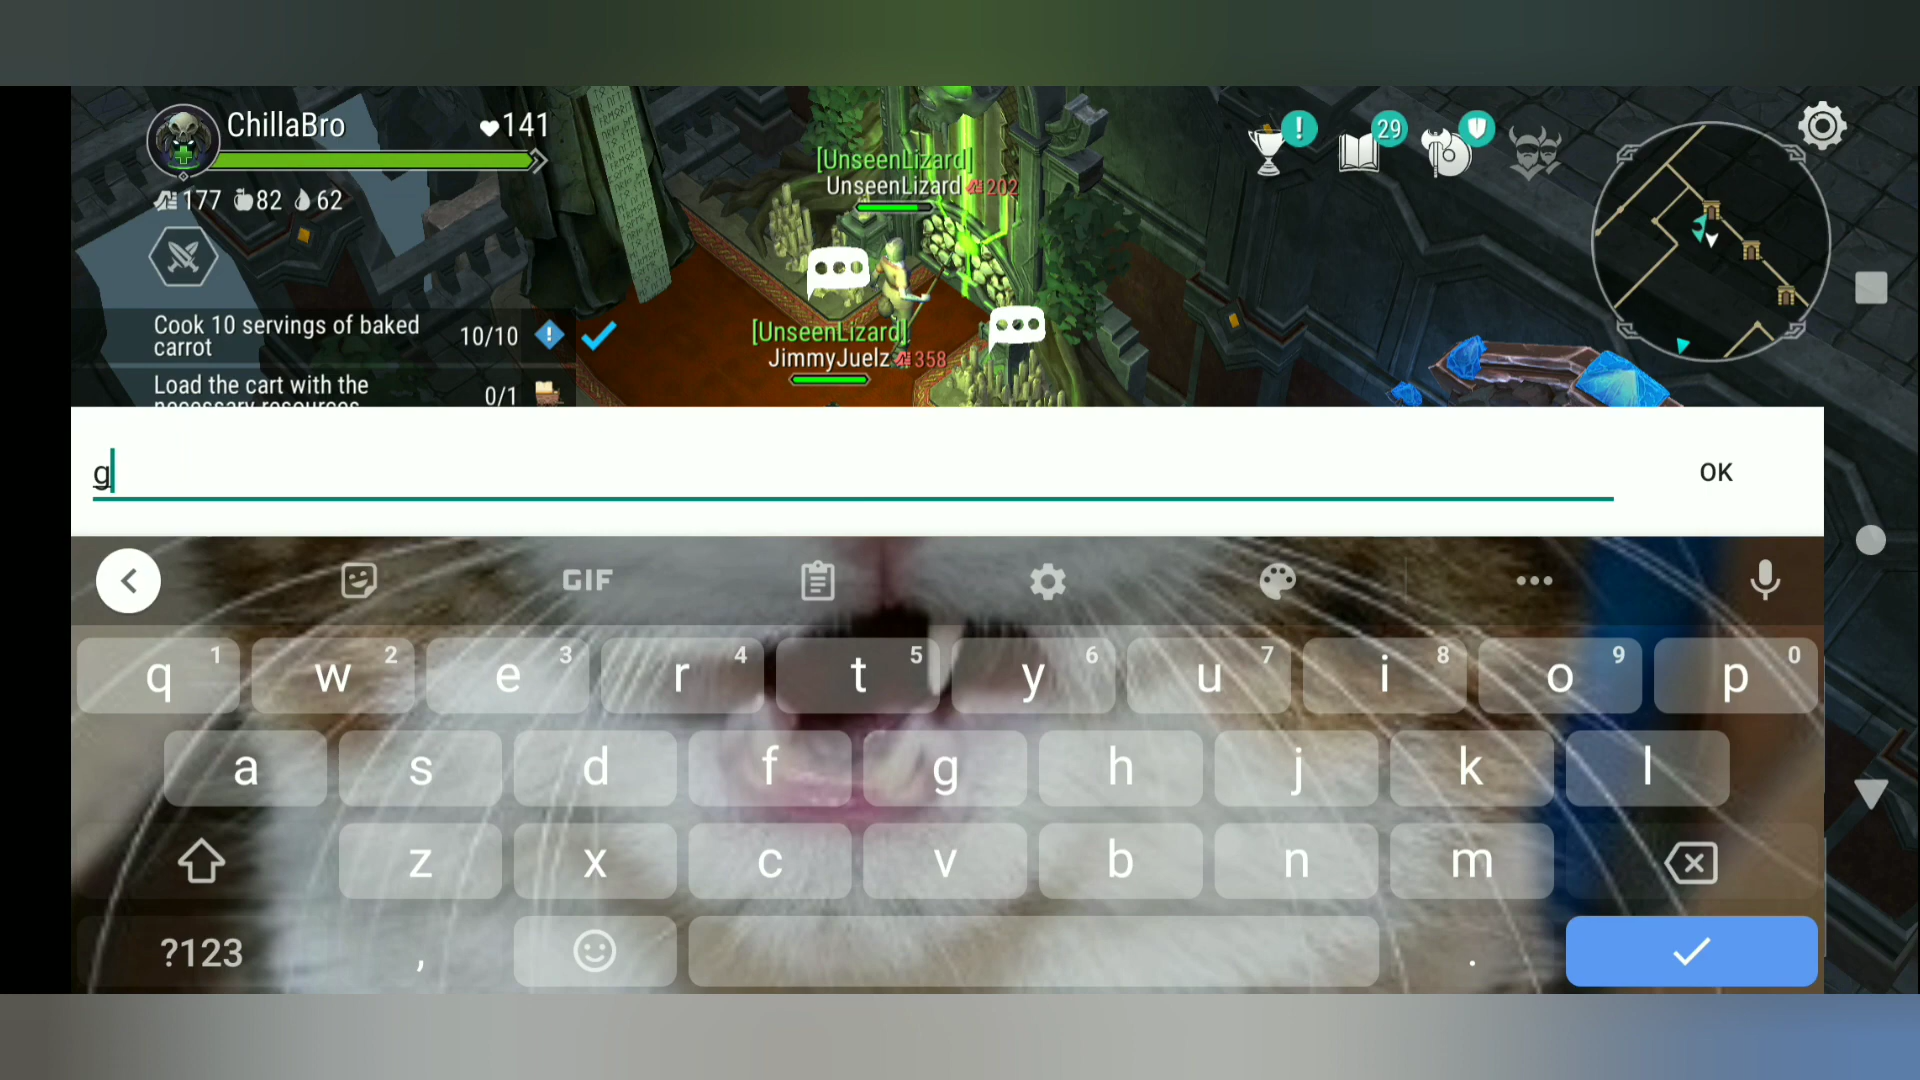 ChillaBro
141
177 82 62
[UnseenLizard]
UnseenLizard 202
!
29
Cook 10 servings of baked
carrot
10/10
!
[UnseenLizard]
JimmyJuelz 358
Load the cart with the
necessary resources
0/1
g
OK
GIF
q 1 w 2 e 3 r 4 t 5 y 6 u 7 i 8 o 9 p 0
a s d f g h j k l
z x c v b n m
?123 , .